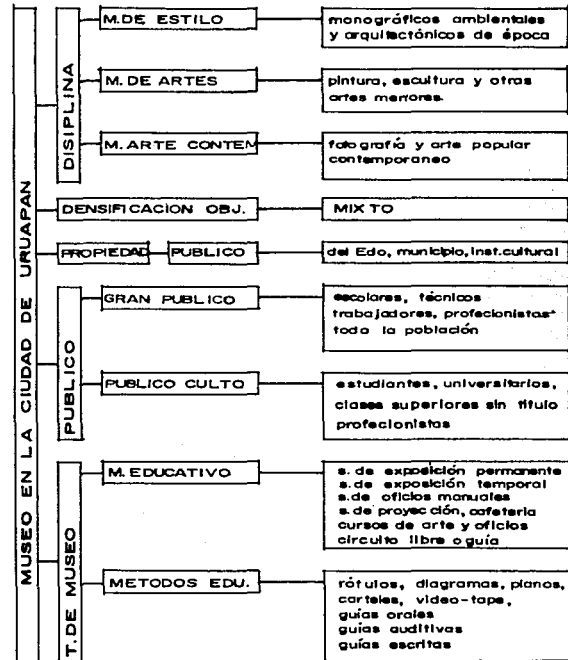 MUSEO EN LA CIUDAD DE URUAPAN
DISIPLINA
M. DE ESTILO
monográficos ambientales
y arquitectónicos de época
M. DE ARTES
pintura, escultura y otras
artes menores.
M. ARTE CONTEM
fotografía y arte popular
contemporaneo
DENSIFICACION OBJ.
MIXTO
PROPIEDAD
PUBLICO
del Edo, municipio, inst. cultural
PUBLICO
GRAN PUBLICO
escolares, técnicos
trabajadores, profecionistas
toda la población
PUBLICO CULTO
estudiantes, universitarios,
clases superiores sin título
profecionistas
T. DE MUSEO
M. EDUCATIVO
s. de exposición permanente
s. de exposición temporal
s. de oficios manuales
s. de proyección, cafeteria
cursos de arte y oficios
circuito libre o guía
METODOS EDU.
rótulos, diagramas, planos,
carteles, video-tape,
guías orales
guias auditivas
guías escritas